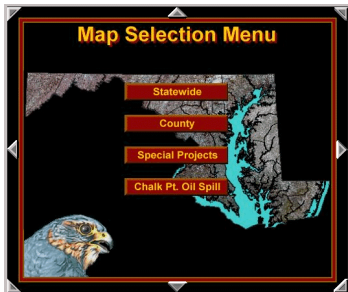 Map Selection Menu
Statewide
County
Special Projects
Chalk Pt. Oil Spill